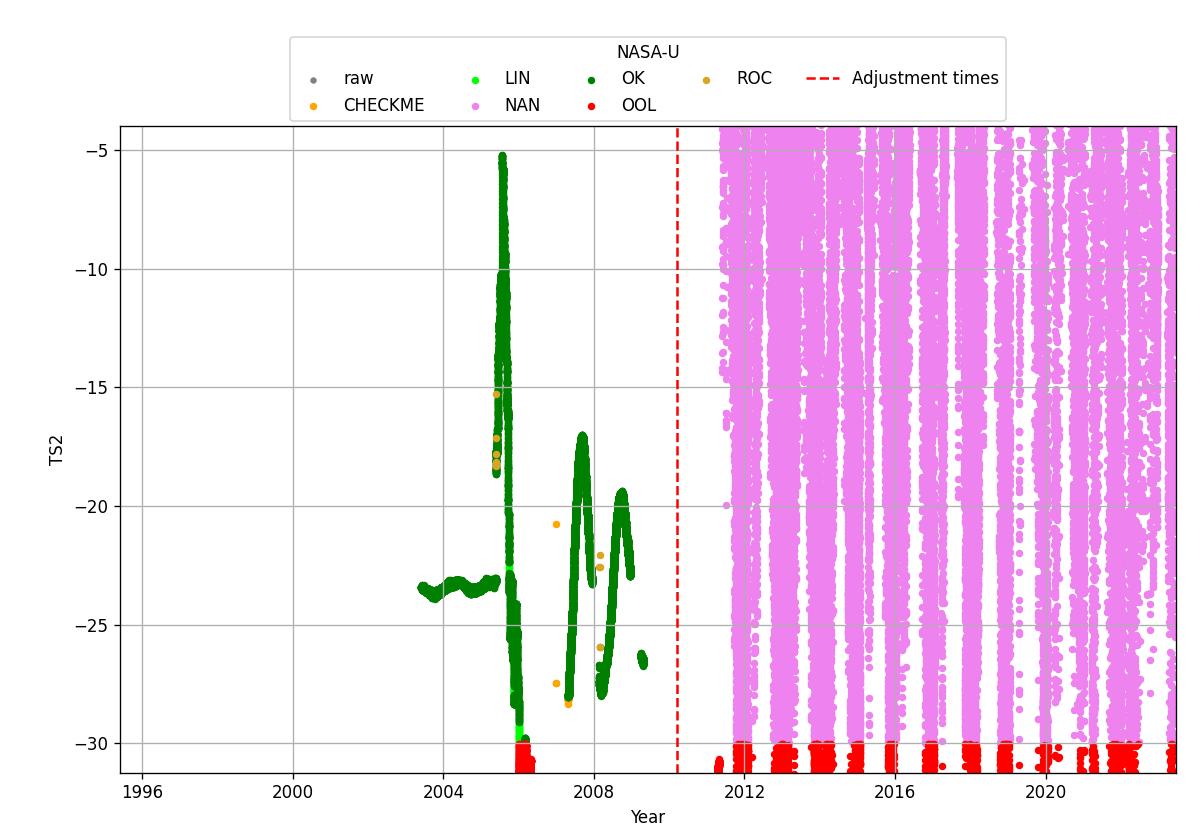 NASA-U
raw LIN OK ROC Adjustment times
CHECKME NAN OOL
−5
−10
−15
−20
−25
−30
TS2
1996 2000 2004 2008 2012 2016 2020
Year